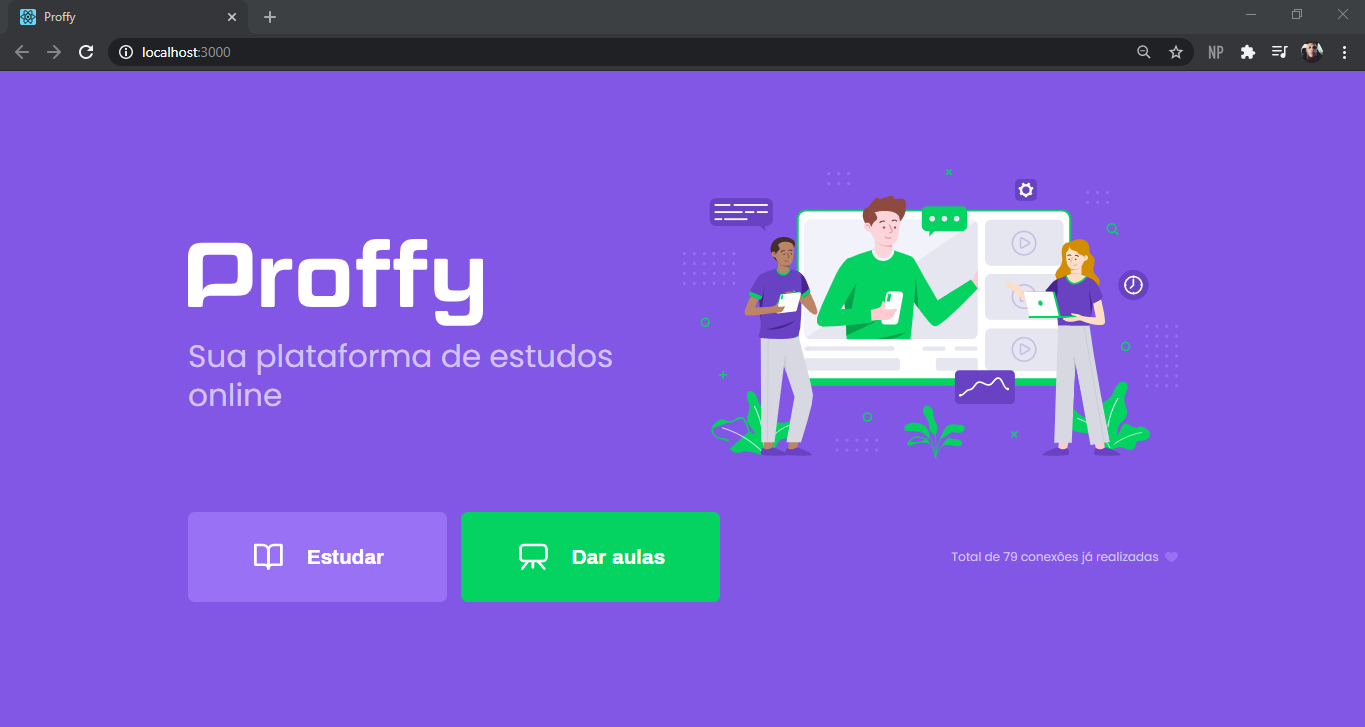 Proffy
localhost:3000
NP
Proffy
Sua plataforma de estudos
online
Estudar
Dar aulas
Total de 79 conexões já realizadas